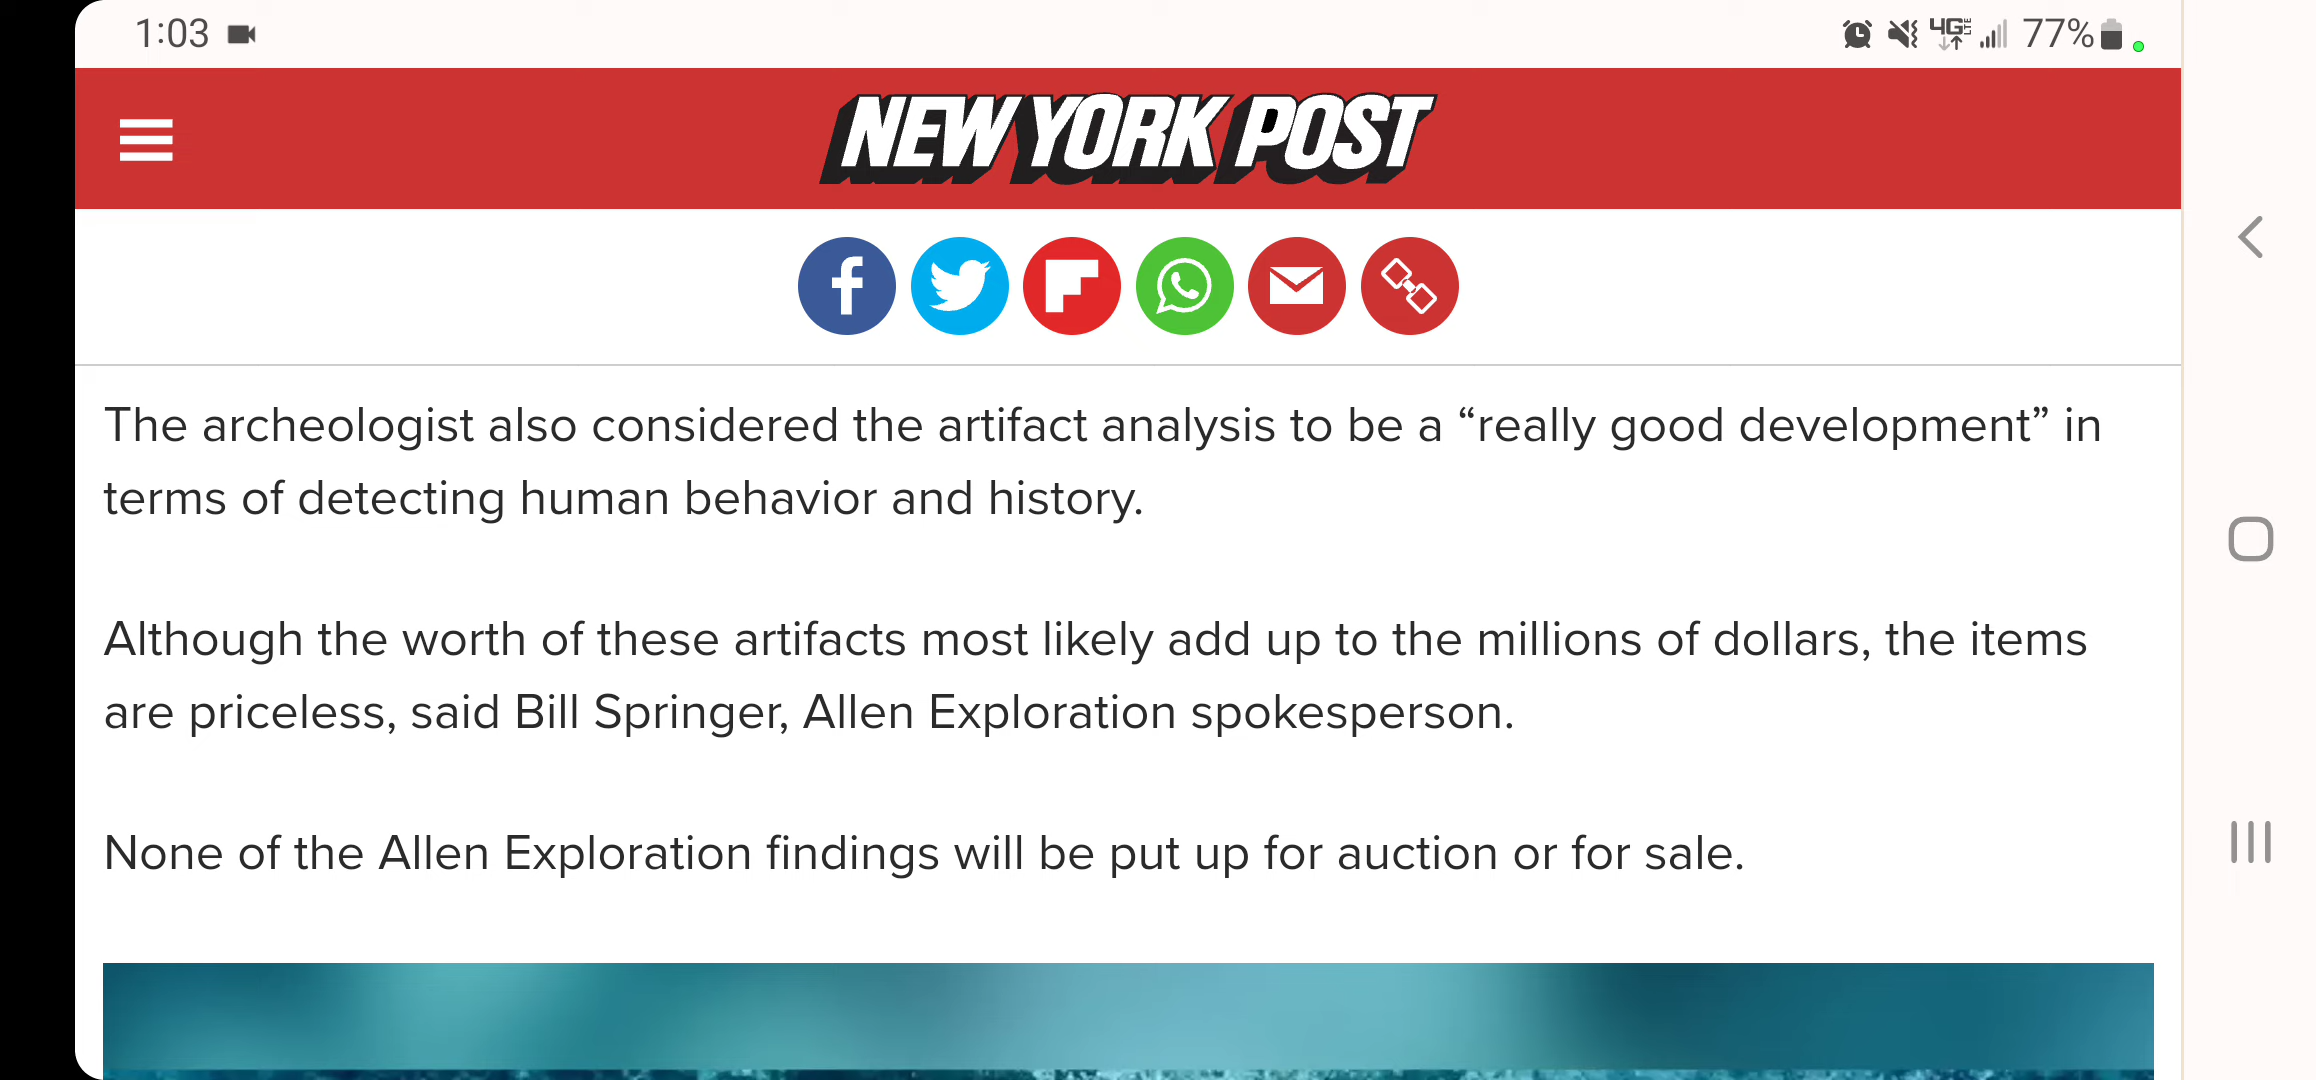 1:03
4G LTE 77%
NEW YORK POST
The archeologist also considered the artifact analysis to be a “really good development” in
terms of detecting human behavior and history.
Although the worth of these artifacts most likely add up to the millions of dollars, the items
are priceless, said Bill Springer, Allen Exploration spokesperson.
None of the Allen Exploration findings will be put up for auction or for sale.